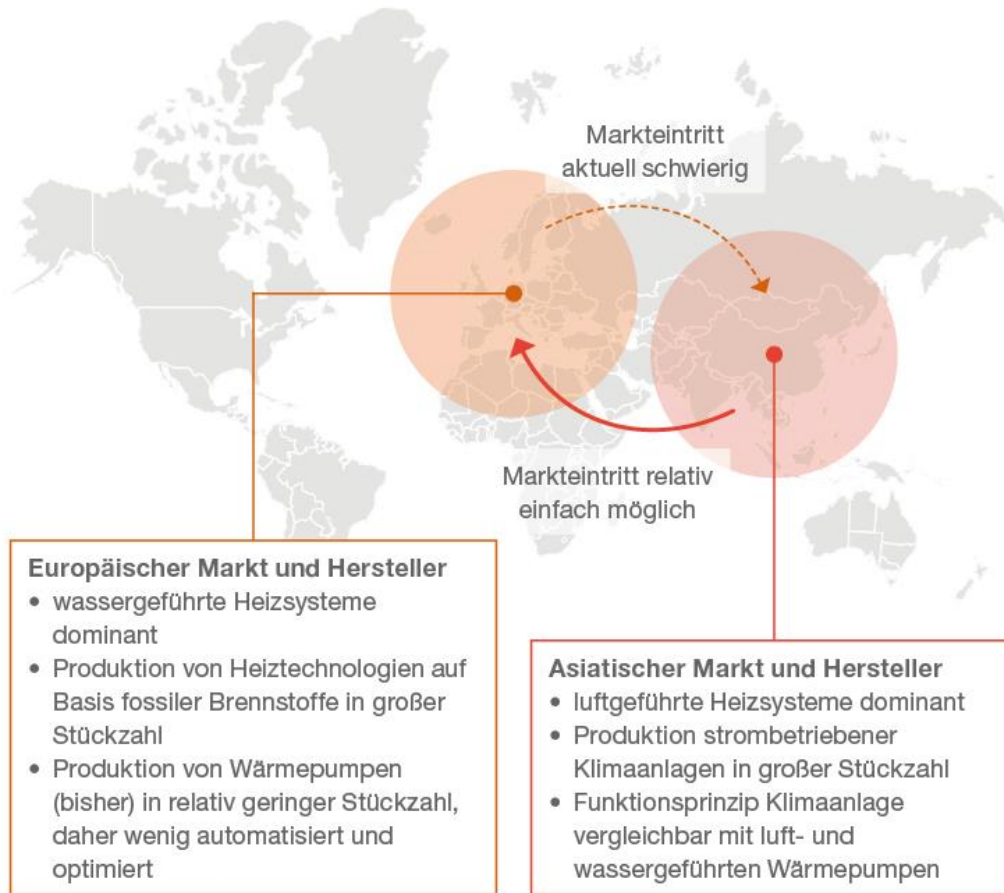 Markteintritt
aktuell schwierig
Markteintritt relativ
einfach möglich
Europäischer Markt und Hersteller
• wassergeführte Heizsysteme
dominant
• Produktion von Heiztechnologien auf
Basis fossiler Brennstoffe in großer
Stückzahl
• Produktion von Wärmepumpen
(bisher) in relativ geringer Stückzahl,
daher wenig automatisiert und
optimiert
Asiatischer Markt und Hersteller
• luftgeführte Heizsysteme dominant
• Produktion strombetriebener
Klimaanlagen in großer Stückzahl
• Funktionsprinzip Klimaanlage
vergleichbar mit luft- und
wassergeführten Wärmepumpen